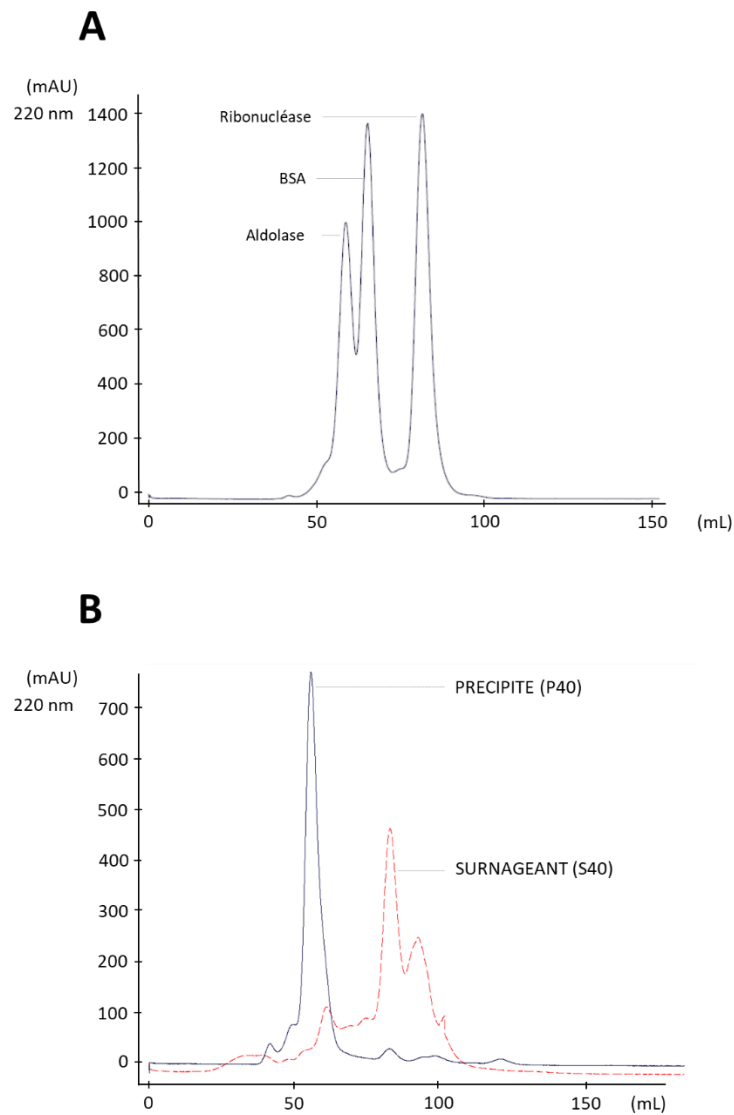 A
(mAU)
220 nm
1400
1200
1000
800
600
400
200
0
Ribonucléase
BSA
Aldolase
0
50
100
150
(mL)
B
(mAU)
220 nm
700
600
500
400
300
200
100
0
PRECIPITE (P40)
SURNAGEANT (S40)
0
50
100
150
(mL)